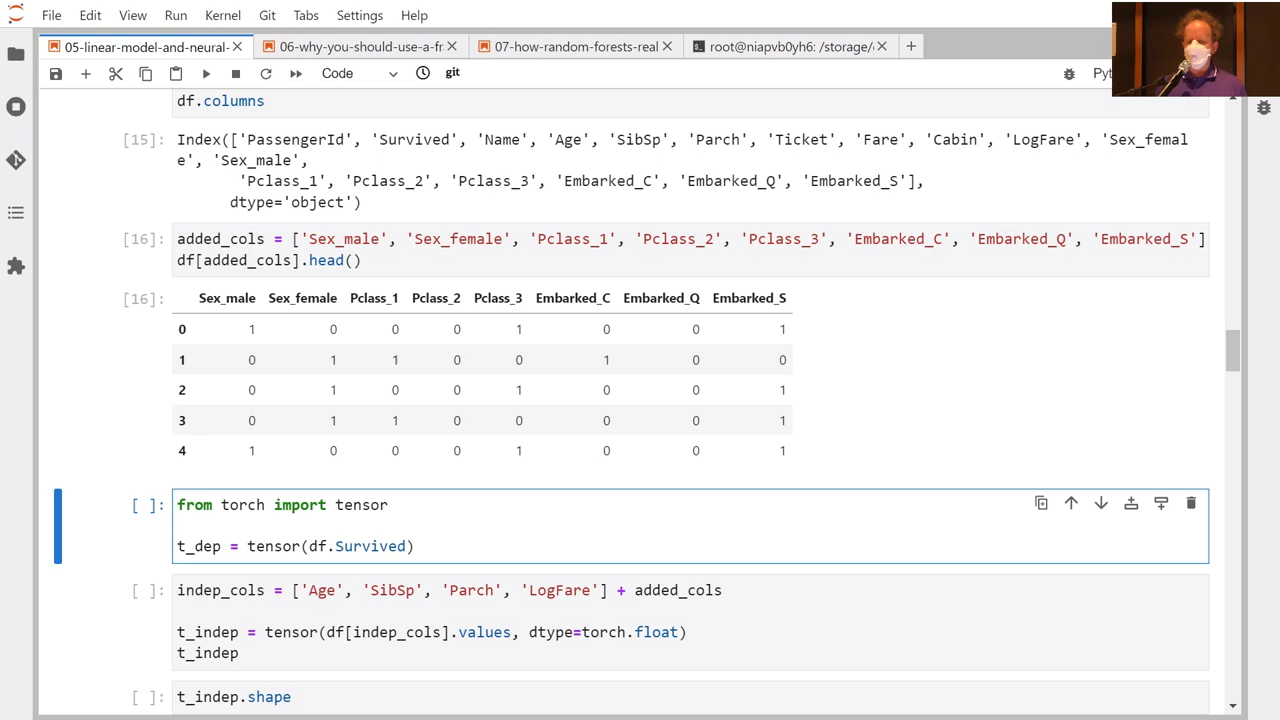 File Edit View Run Kernel Git Tabs Settings Help
05-linear-model-and-neural- 06-why-you-should-use-a-fr 07-how-random-forests-real root@niapvb0yh6: /storage/
Code git
df.columns
[15]: Index(['PassengerId', 'Survived', 'Name', 'Age', 'SibSp', 'Parch', 'Ticket', 'Fare', 'Cabin', 'LogFare', 'Sex_femal
e', 'Sex_male',
'Pclass_1', 'Pclass_2', 'Pclass_3', 'Embarked_C', 'Embarked_Q', 'Embarked_S'],
dtype='object')
[16]: added_cols = ['Sex_male', 'Sex_female', 'Pclass_1', 'Pclass_2', 'Pclass_3', 'Embarked_C', 'Embarked_Q', 'Embarked_S']
df[added_cols].head()
[16]: Sex_male Sex_female Pclass_1 Pclass_2 Pclass_3 Embarked_C Embarked_Q Embarked_S
0 1 0 0 0 1 0 0 1
1 0 1 1 0 0 1 0 0
2 0 1 0 0 1 0 0 1
3 0 1 1 0 0 0 0 1
4 1 0 0 0 1 0 0 1
[ ]: from torch import tensor
t_dep = tensor(df.Survived)
[ ]: indep_cols = ['Age', 'SibSp', 'Parch', 'LogFare'] + added_cols
t_indep = tensor(df[indep_cols].values, dtype=torch.float)
t_indep
[ ]: t_indep.shape